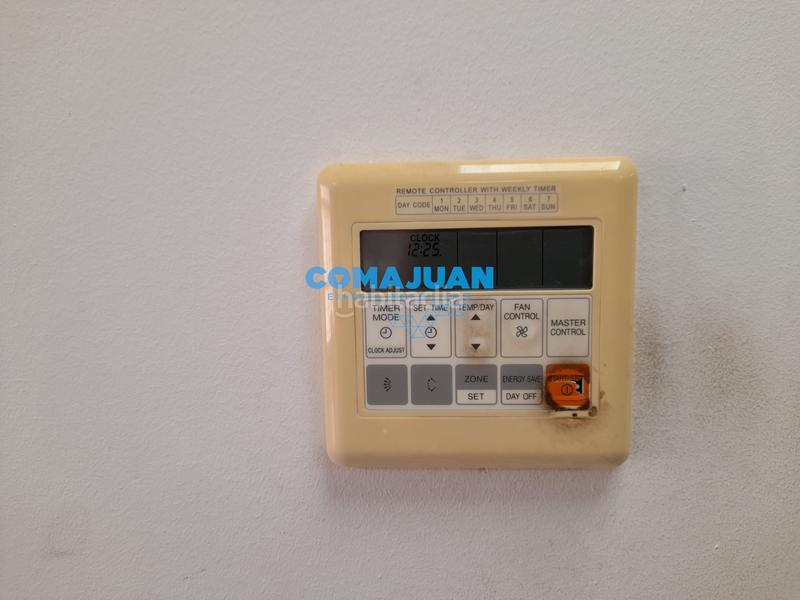 REMOTE CONTROLLER WITH WEEKLY TIMER
DAY CODE 1 MON 2 TUE 3 WED 4 THU 5 FRI 6 SAT 7 SUN
CLOCK
12:25
COMAJUAN
habitaclia
TIMER MODE
CLOCK ADJUST
SET TIME
TEMP/DAY
FAN CONTROL
MASTER CONTROL
ZONE
SET
ENERGY SAVE
DAY OFF